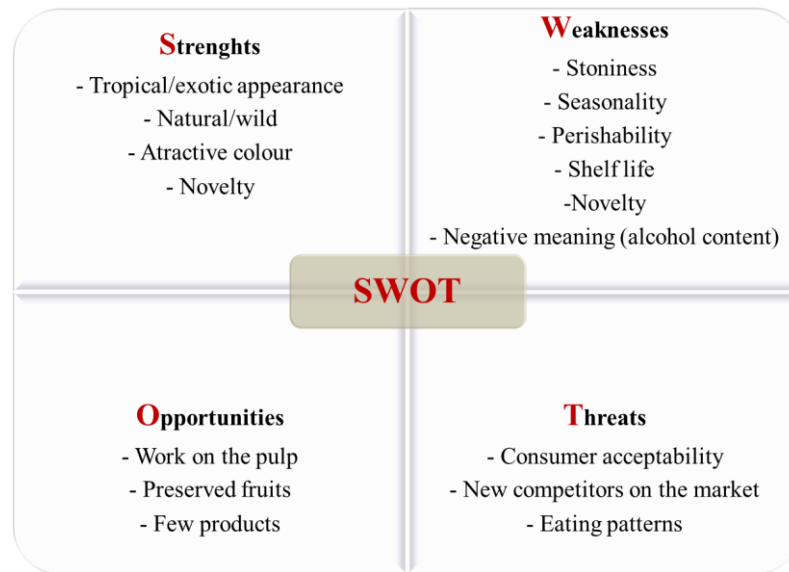 Strenghts
- Tropical/exotic appearance
- Natural/wild
- Atractive colour
- Novelty
Weaknesses
- Stoniness
- Seasonality
- Perishability
- Shelf life
-Novelty
- Negative meaning (alcohol content)
SWOT
Opportunities
- Work on the pulp
- Preserved fruits
- Few products
Threats
- Consumer acceptability
- New competitors on the market
- Eating patterns